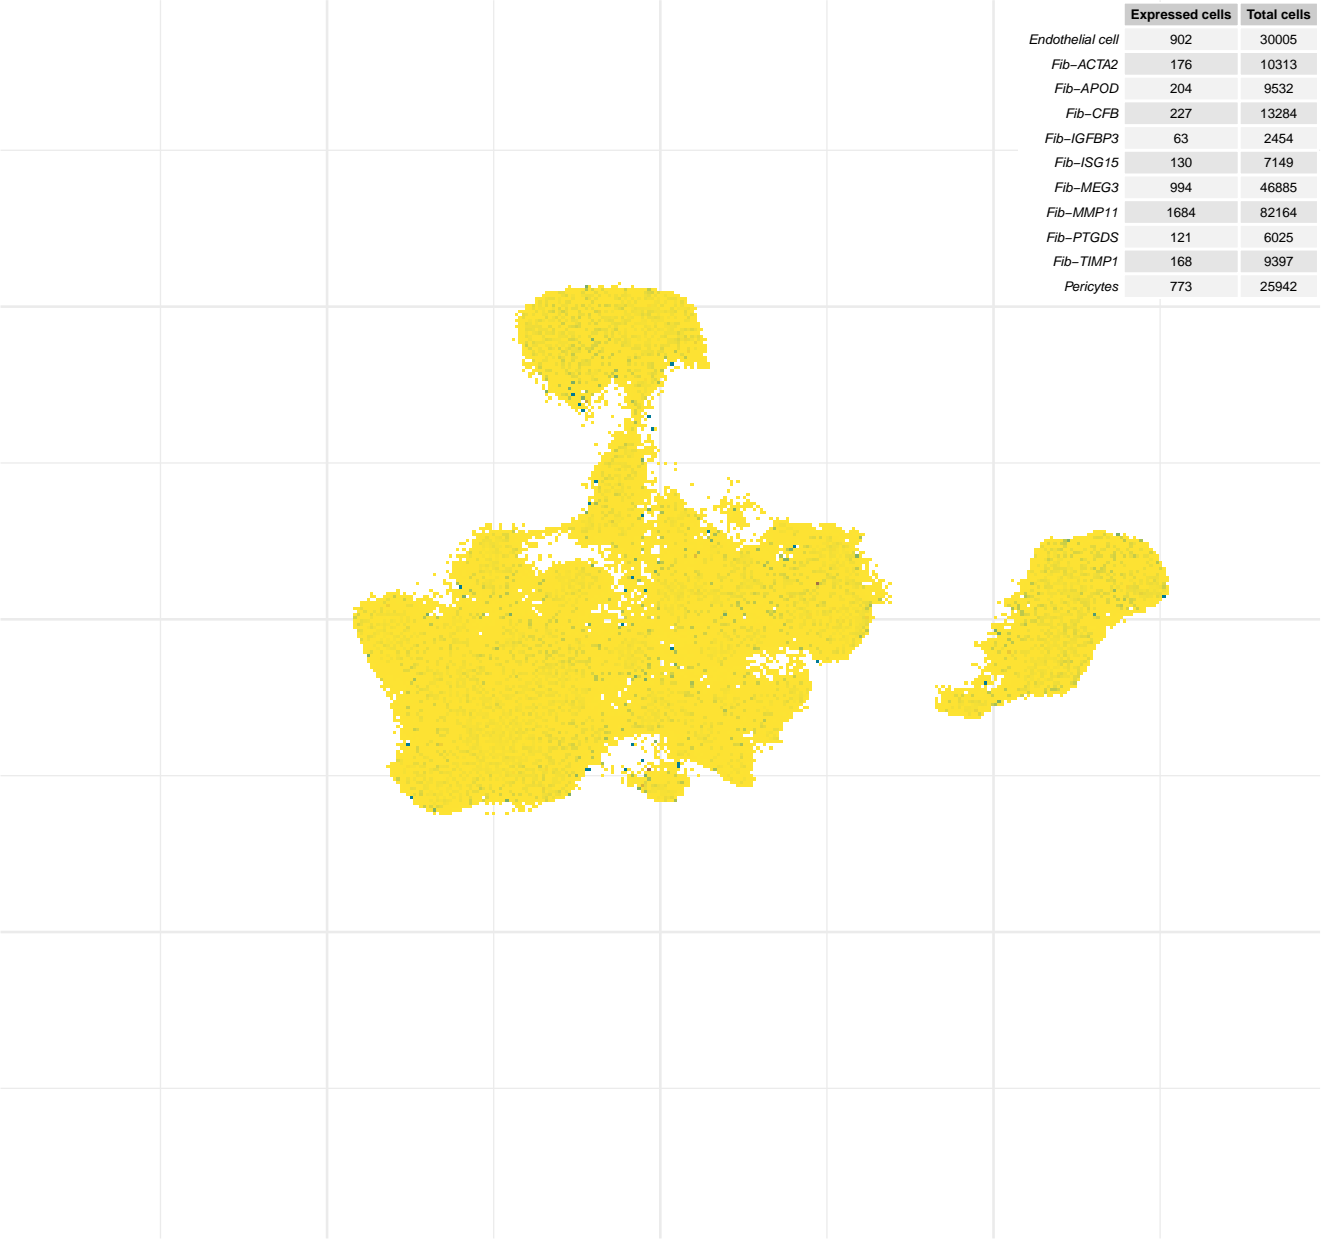 Expressed cells Total cells
Endothelial cell 902 30005
Fib−ACTA2 176 10313
Fib−APOD 204 9532
Fib−CFB 227 13284
Fib−IGFBP3 63 2454
Fib−ISG15 130 7149
Fib−MEG3 994 46885
Fib−MMP11 1684 82164
Fib−PTGDS 121 6025
Fib−TIMP1 168 9397
Pericytes 773 25942